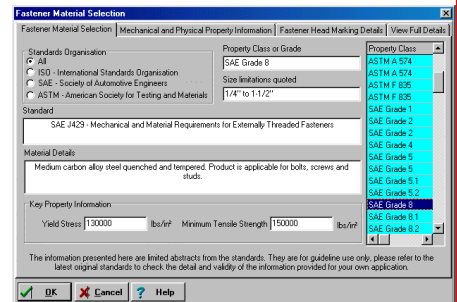 Fastener Material Selection
Fastener Material Selection | Mechanical and Physical Property Information | Fastener Head Marking Details | View Full Details
Standards Organisation
All
ISO - International Standards Organisation
SAE - Society of Automotive Engineers
ASTM - American Society for Testing and Materials
Property Class or Grade
SAE Grade 8
Size limitations quoted
1/4" to 1-1/2"
Standard
SAE J429 - Mechanical and Material Requirements for Externally Threaded Fasteners
Material Details
Medium carbon alloy steel quenched and tempered. Product is applicable for bolts, screws and
studs.
Key Property Information
Yield Stress 130000 lbs/in² Minimum Tensile Strength 150000 lbs/in²
Property Class
ASTM A 574
ASTM A 574
ASTM F 835
ASTM F 835
SAE Grade 1
SAE Grade 2
SAE Grade 2
SAE Grade 4
SAE Grade 5
SAE Grade 5
SAE Grade 5.1
SAE Grade 5.2
SAE Grade 8
SAE Grade 8.1
SAE Grade 8.2
The information presented here are limited abstracts from the standards. They are for guideline use only, please refer to the
latest original standards to check the detail and validity of the information provided for your own application.
OK Cancel ? Help